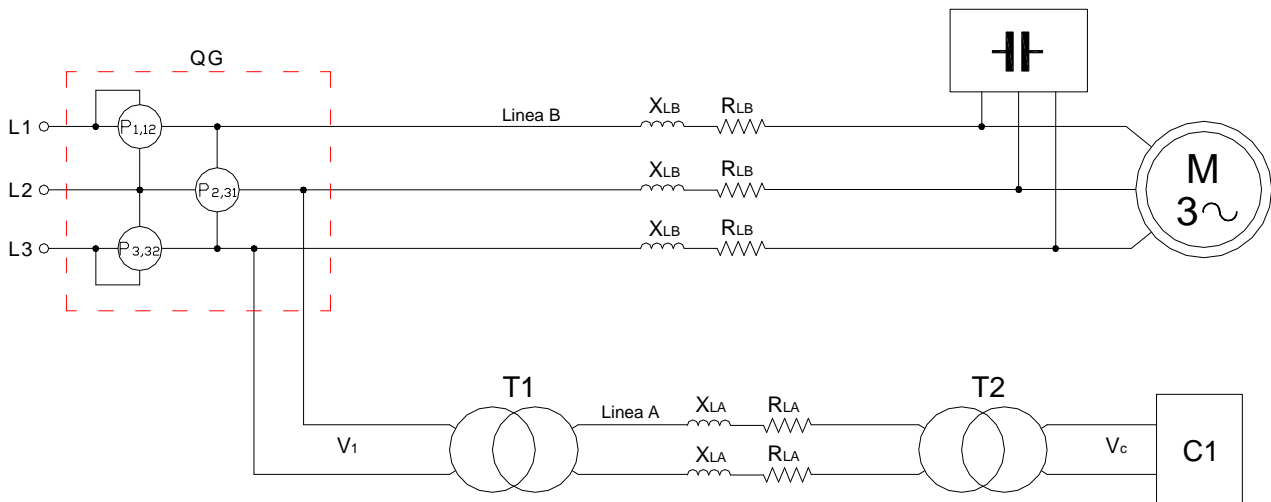 QG
L1
P1,12
Linea B
XLB
RLB
L2
P2,31
XLB
RLB
M
3~
L3
P3,32
XLB
RLB
T1
T2
V1
Linea A
XLA
RLA
XLA
RLA
Vc
C1